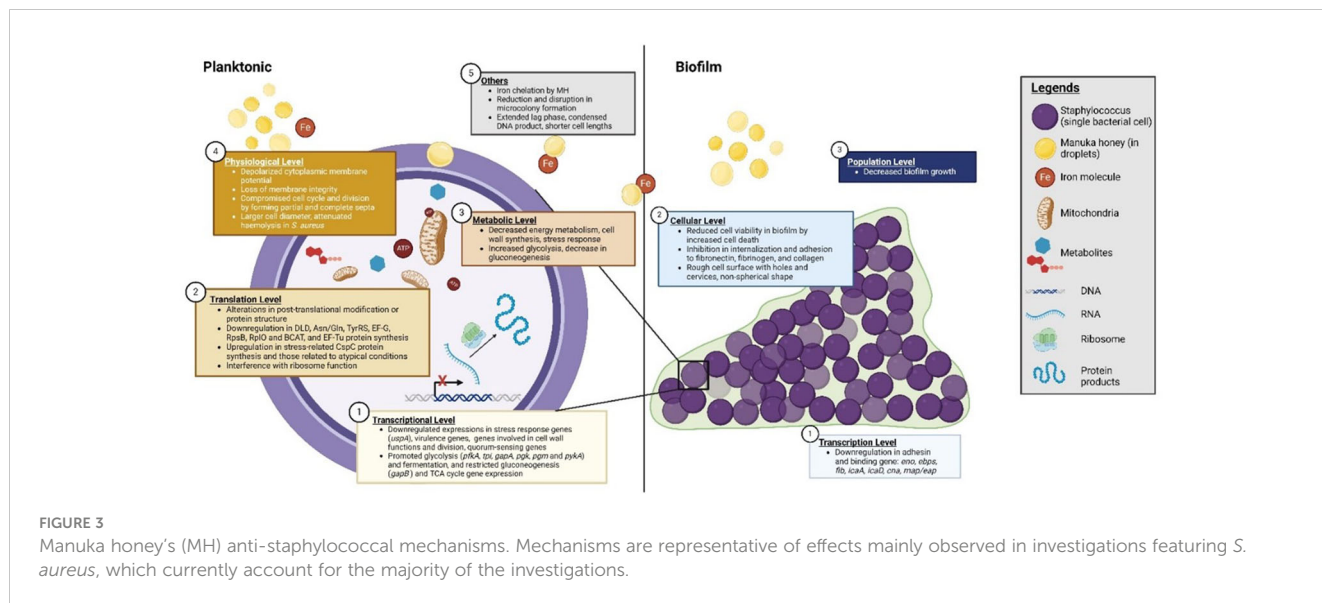 Planktonic
5
Others
• Iron chelation by MH
• Reduction and disruption in
microcolony formation
• Extended lag phase, condensed
DNA product, shorter cell lengths
Fe
4
Physiological Level
• Depolarized cytoplasmic membrane
potential
• Loss of membrane integrity
• Compromised cell cycle and division
by forming partial and complete septa
• Larger cell diameter, attenuated
haemolysis in S. aureus
Fe
3
Metabolic Level
• Decreased energy metabolism, cell
wall synthesis, stress response
• Increased glycolysis, decrease in
gluconeogenesis
ATP
2
Translation Level
• Alterations in post-translational modification or
protein structure
• Downregulation in DLD, Asn/Gln, TyrRS, EF-G,
RpsB, RplO and BCAT, and EF-Tu protein synthesis
• Upregulation in stress-related CspC protein
synthesis and those related to atypical conditions
• Interference with ribosome function
1
Transcriptional Level
• Downregulated expressions in stress response genes
(uspA), virulence genes, genes involved in cell wall
functions and division, quorum-sensing genes
• Promoted glycolysis (pfkA, tpi, gapA, pgk, pgm and pykA)
and fermentation, and restricted gluconeogenesis
(gapB) and TCA cycle gene expression
Biofilm
Fe
3
Population Level
• Decreased biofilm growth
2
Cellular Level
• Reduced cell viability in biofilm by
increased cell death
• Inhibition in internalization and adhesion
to fibronectin, fibrinogen, and collagen
• Rough cell surface with holes and
cervices, non-spherical shape
1
Transcription Level
• Downregulation in adhesin
and binding gene: eno, ebps,
fib, icaA, icaD, cna, map/eap
Legends
Staphylococcus
(single bacterial cell)
Manuka honey (in
droplets)
Fe
Iron molecule
Mitochondria
Metabolites
DNA
RNA
Ribosome
Protein
products
FIGURE 3
Manuka honey's (MH) anti-staphylococcal mechanisms. Mechanisms are representative of effects mainly observed in investigations featuring S.
aureus, which currently account for the majority of the investigations.